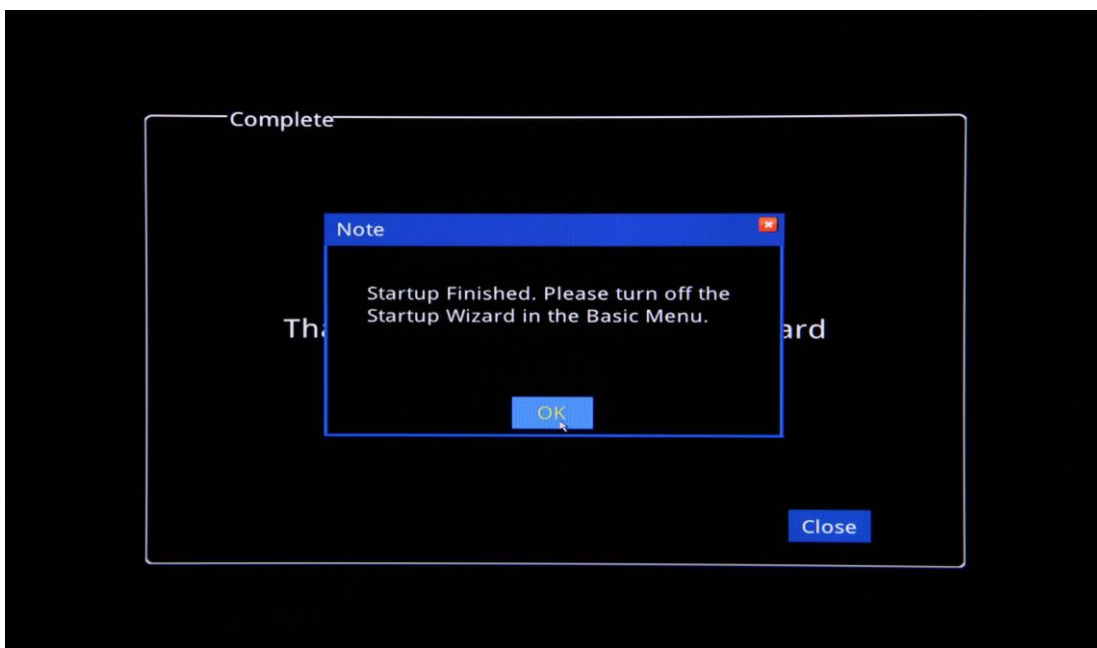 Complete
Note
Startup Finished. Please turn off the
Startup Wizard in the Basic Menu.
OK
Close